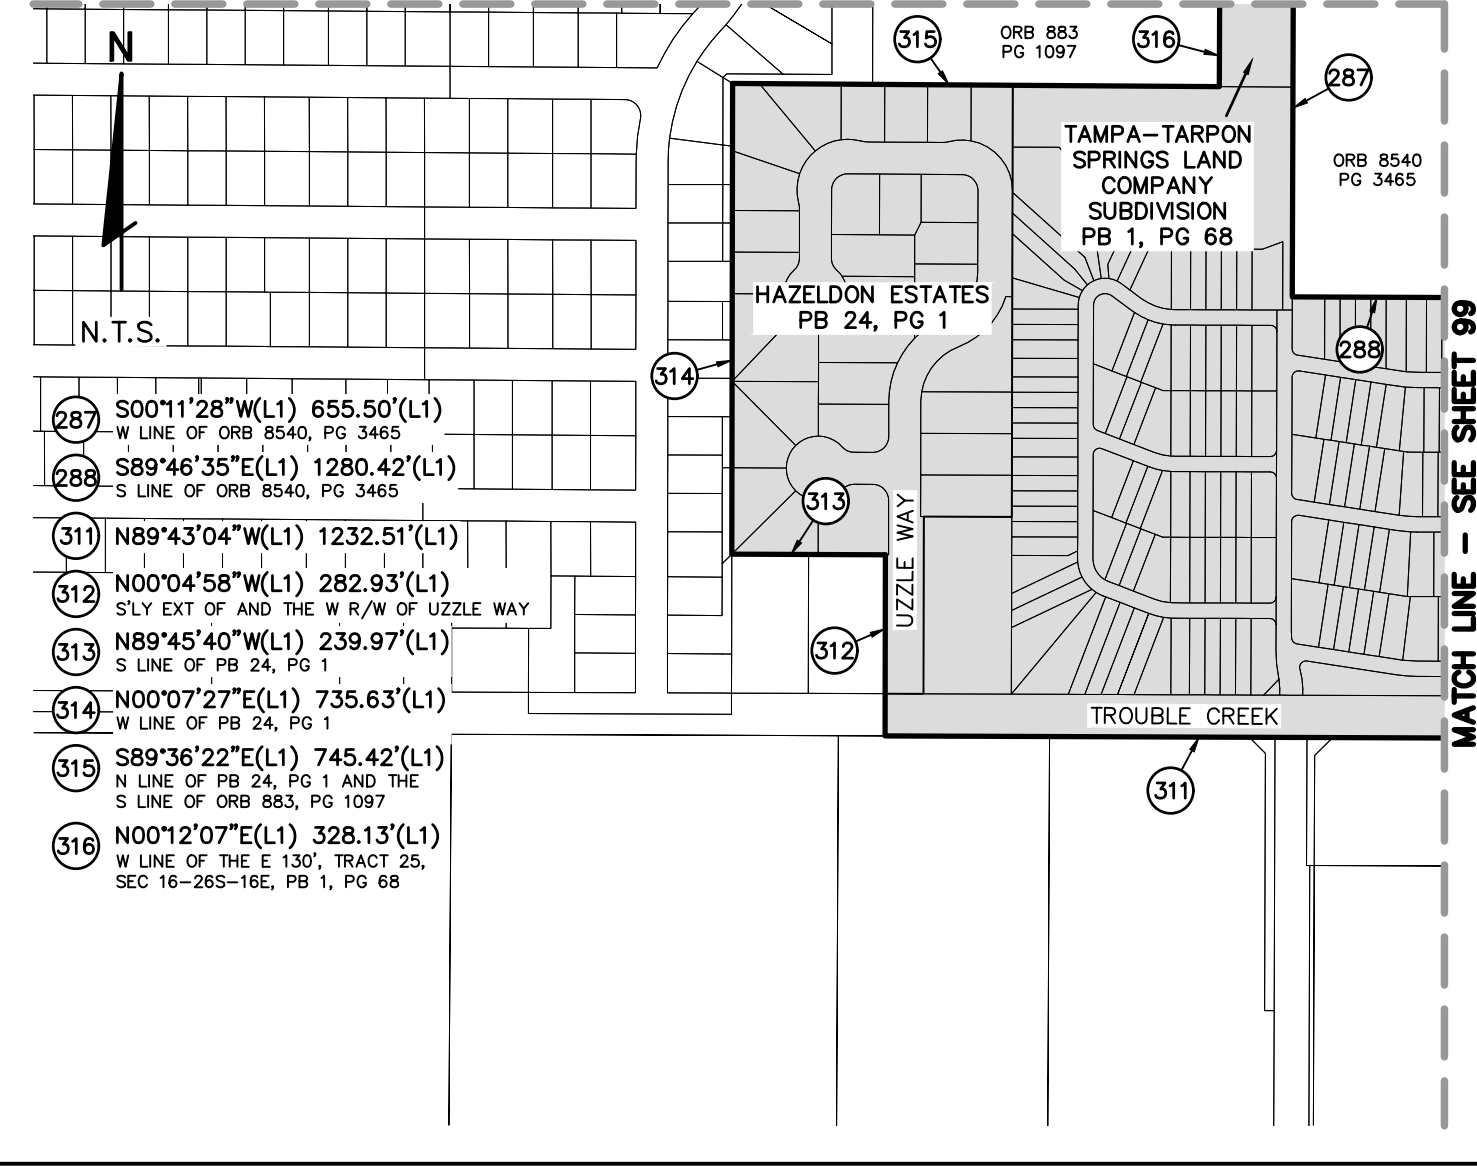 N
N.T.S.
315
ORB 883
PG 1097
316
287
TAMPA–TARPON
SPRINGS LAND
COMPANY
SUBDIVISION
PB 1, PG 68
ORB 8540
PG 3465
HAZELDON ESTATES
PB 24, PG 1
314
288
313
UZZLE WAY
312
TROUBLE CREEK
311
MATCH LINE – SEE SHEET 99
287 S00°11'28"W(L1) 655.50'(L1)
W LINE OF ORB 8540, PG 3465
288 S89°46'35"E(L1) 1280.42'(L1)
S LINE OF ORB 8540, PG 3465
311 N89°43'04"W(L1) 1232.51'(L1)
312 N00°04'58"W(L1) 282.93'(L1)
S'LY EXT OF AND THE W R/W OF UZZLE WAY
313 N89°45'40"W(L1) 239.97'(L1)
S LINE OF PB 24, PG 1
314 N00°07'27"E(L1) 735.63'(L1)
W LINE OF PB 24, PG 1
315 S89°36'22"E(L1) 745.42'(L1)
N LINE OF PB 24, PG 1 AND THE
S LINE OF ORB 883, PG 1097
316 N00°12'07"E(L1) 328.13'(L1)
W LINE OF THE E 130', TRACT 25,
SEC 16–26S–16E, PB 1, PG 68